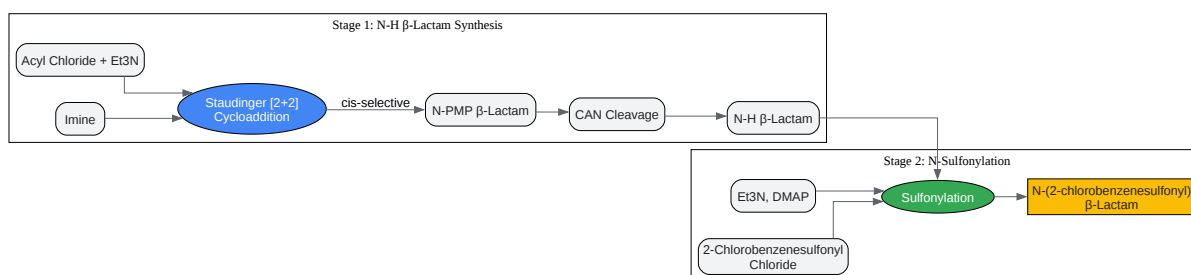 Stage 1: N-H β-Lactam Synthesis
Acyl Chloride + Et3N
Imine
Staudinger [2+2]
Cycloaddition
cis-selective
N-PMP β-Lactam
CAN Cleavage
N-H β-Lactam
Stage 2: N-Sulfonylation
Et3N, DMAP
2-Chlorobenzenesulfonyl
Chloride
Sulfonylation
N-(2-chlorobenzenesulfonyl)
β-Lactam